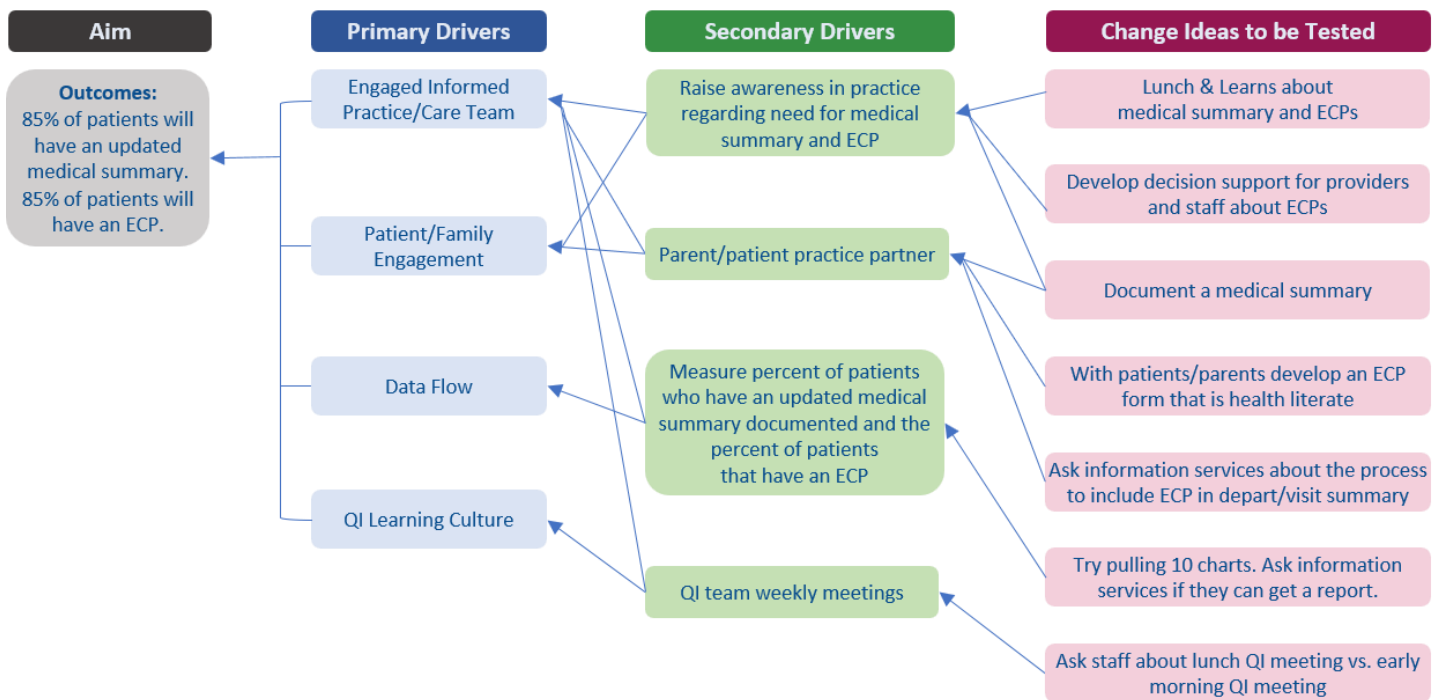 Aim
Primary Drivers
Secondary Drivers
Change Ideas to be Tested
Outcomes:
85% of patients will
have an updated
medical summary.
85% of patients will
have an ECP.
Engaged Informed
Practice/Care Team
Patient/Family
Engagement
Data Flow
QI Learning Culture
Raise awareness in practice
regarding need for medical
summary and ECP
Parent/patient practice partner
Measure percent of patients
who have an updated medical
summary documented and the
percent of patients
that have an ECP
QI team weekly meetings
Lunch & Learns about
medical summary and ECPs
Develop decision support for providers
and staff about ECPs
Document a medical summary
With patients/parents develop an ECP
form that is health literate
Ask information services about the process
to include ECP in depart/visit summary
Try pulling 10 charts. Ask information
services if they can get a report.
Ask staff about lunch QI meeting vs. early
morning QI meeting